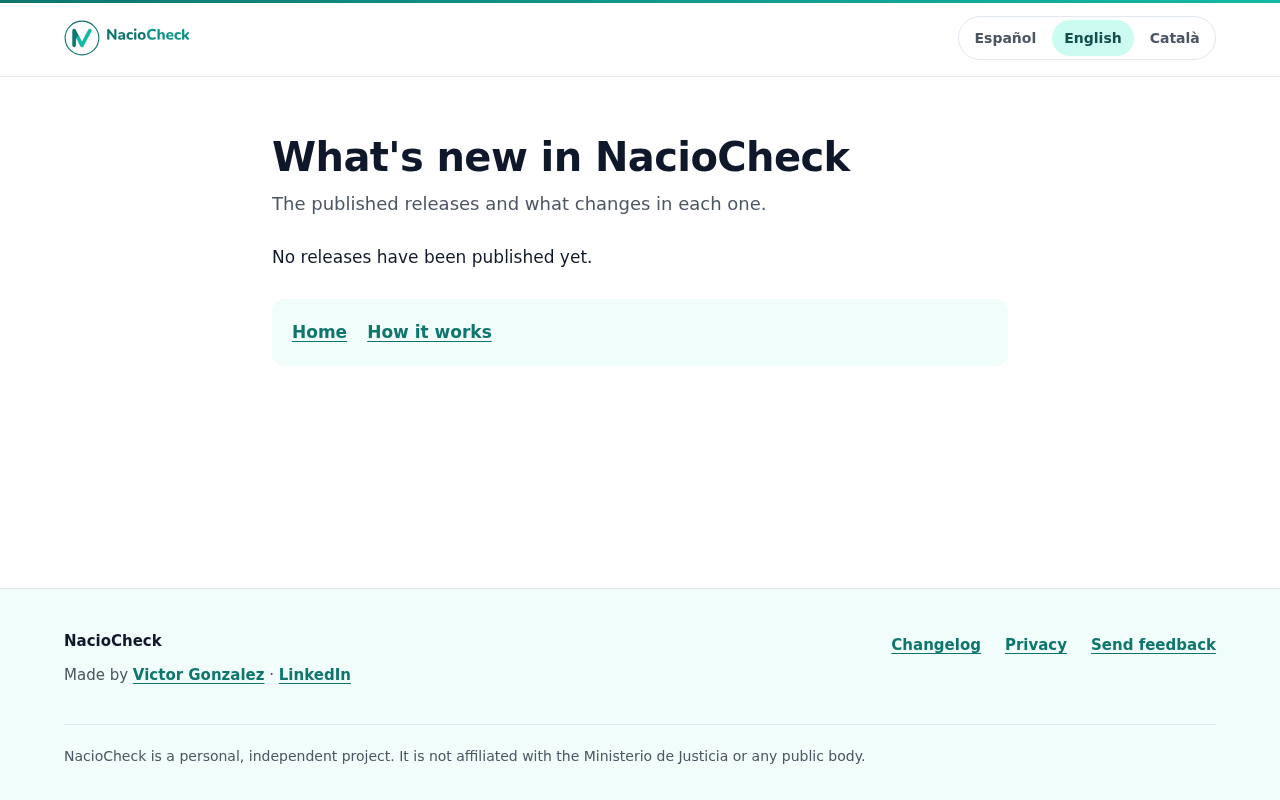 NacioCheck
Español English Català
What's new in NacioCheck
The published releases and what changes in each one.
No releases have been published yet.
Home How it works
NacioCheck
Changelog Privacy Send feedback
Made by Victor Gonzalez · LinkedIn
NacioCheck is a personal, independent project. It is not affiliated with the Ministerio de Justicia or any public body.